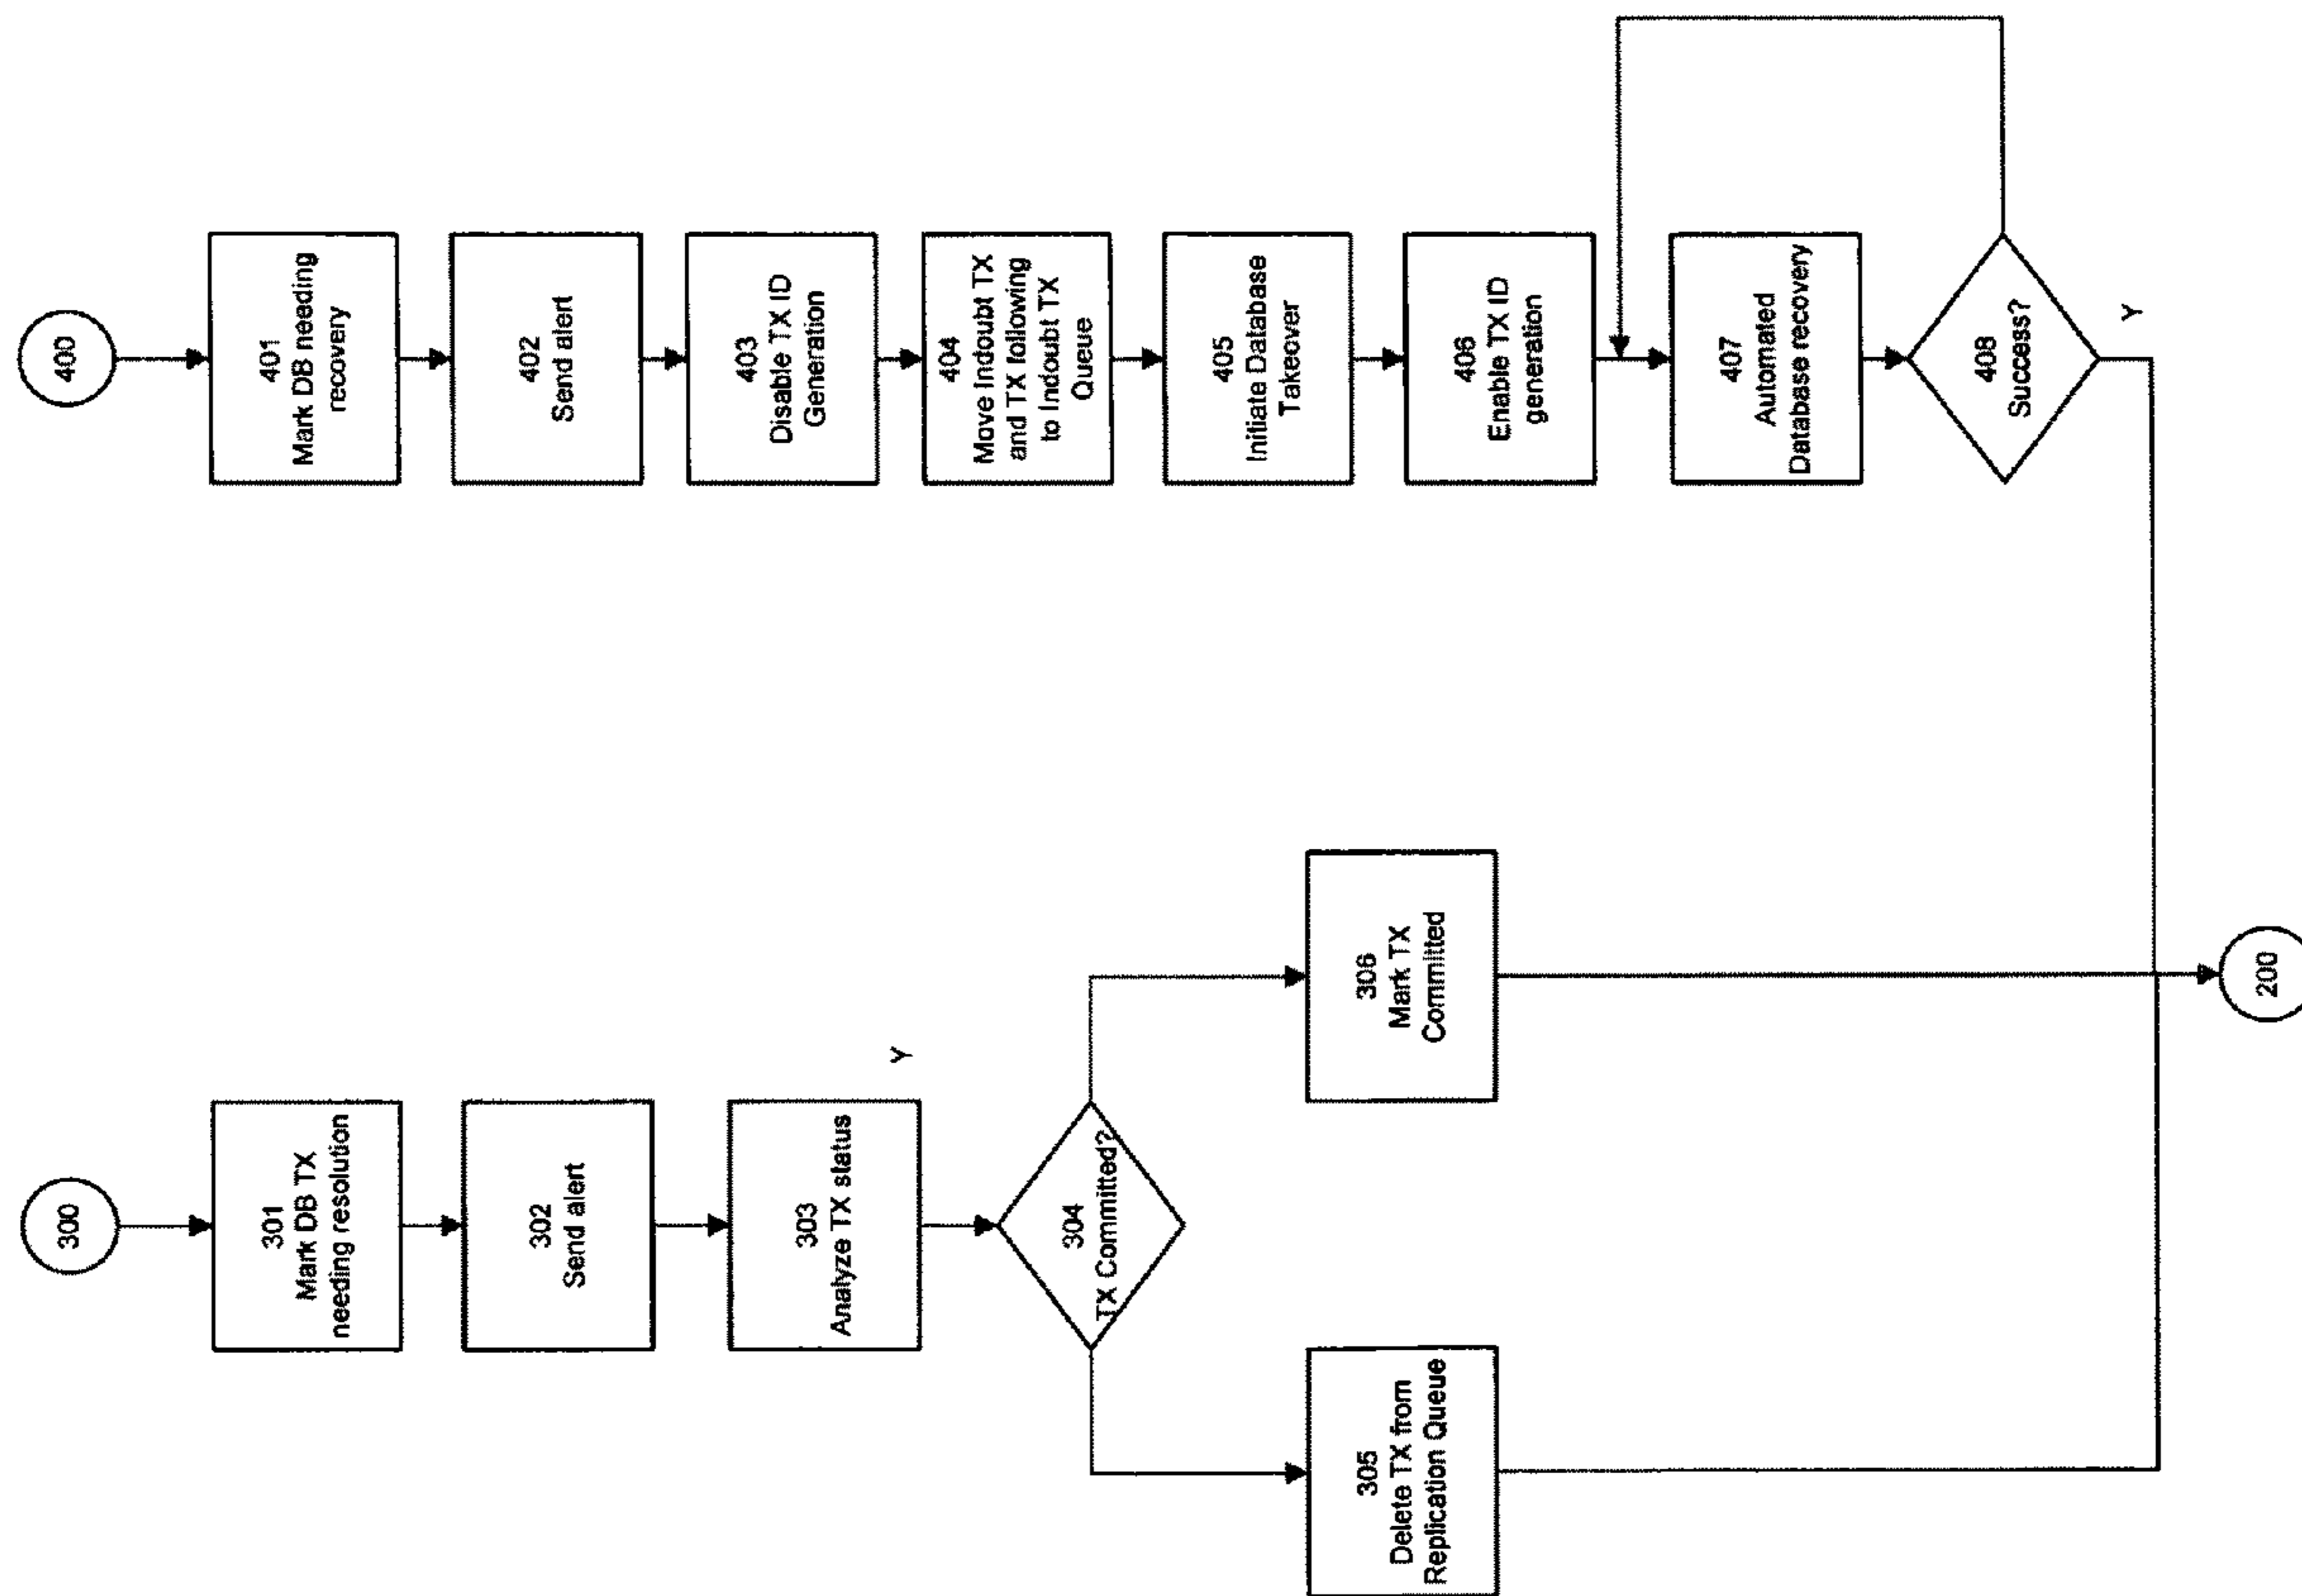 300
301
Mark DB TX
needing resolution
302
Send alert
303
Analyze TX status
Y
304
TX Committed?
305
Delete TX from
Replication Queue
306
Mark TX
Committed
400
401
Mark DB needing
recovery
402
Send alert
403
Disable TX ID
Generation
404
Move Indoubt TX
and TX following
to Indoubt TX
Queue
405
Initiate Database
Takeover
406
Enable TX ID
generation
407
Automated
Database recovery
408
Success?
Y
200